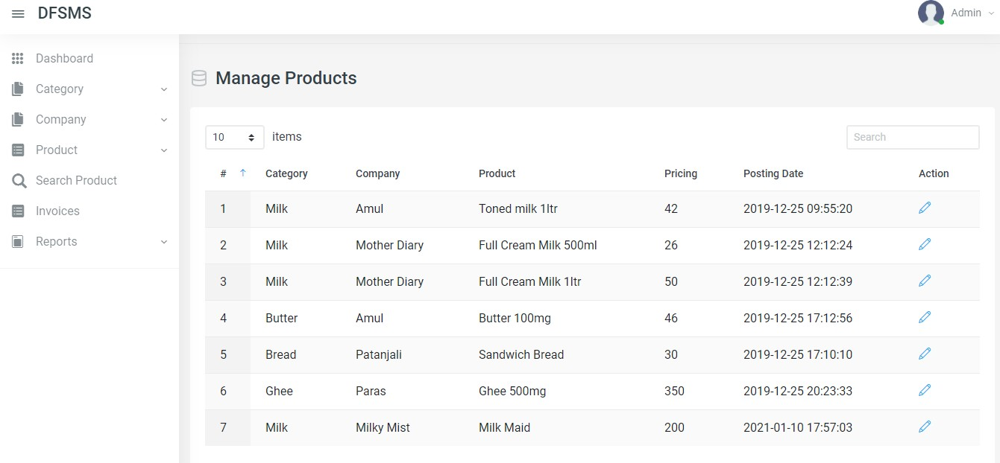 DFSMS
Admin
Dashboard
Category
Company
Product
Search Product
Invoices
Reports
Manage Products
10 items
Search
# Category Company Product Pricing Posting Date Action
1 Milk Amul Toned milk 1ltr 42 2019-12-25 09:55:20
2 Milk Mother Diary Full Cream Milk 500ml 26 2019-12-25 12:12:24
3 Milk Mother Diary Full Cream Milk 1ltr 50 2019-12-25 12:12:39
4 Butter Amul Butter 100mg 46 2019-12-25 17:12:56
5 Bread Patanjali Sandwich Bread 30 2019-12-25 17:10:10
6 Ghee Paras Ghee 500mg 350 2019-12-25 20:23:33
7 Milk Milky Mist Milk Maid 200 2021-01-10 17:57:03